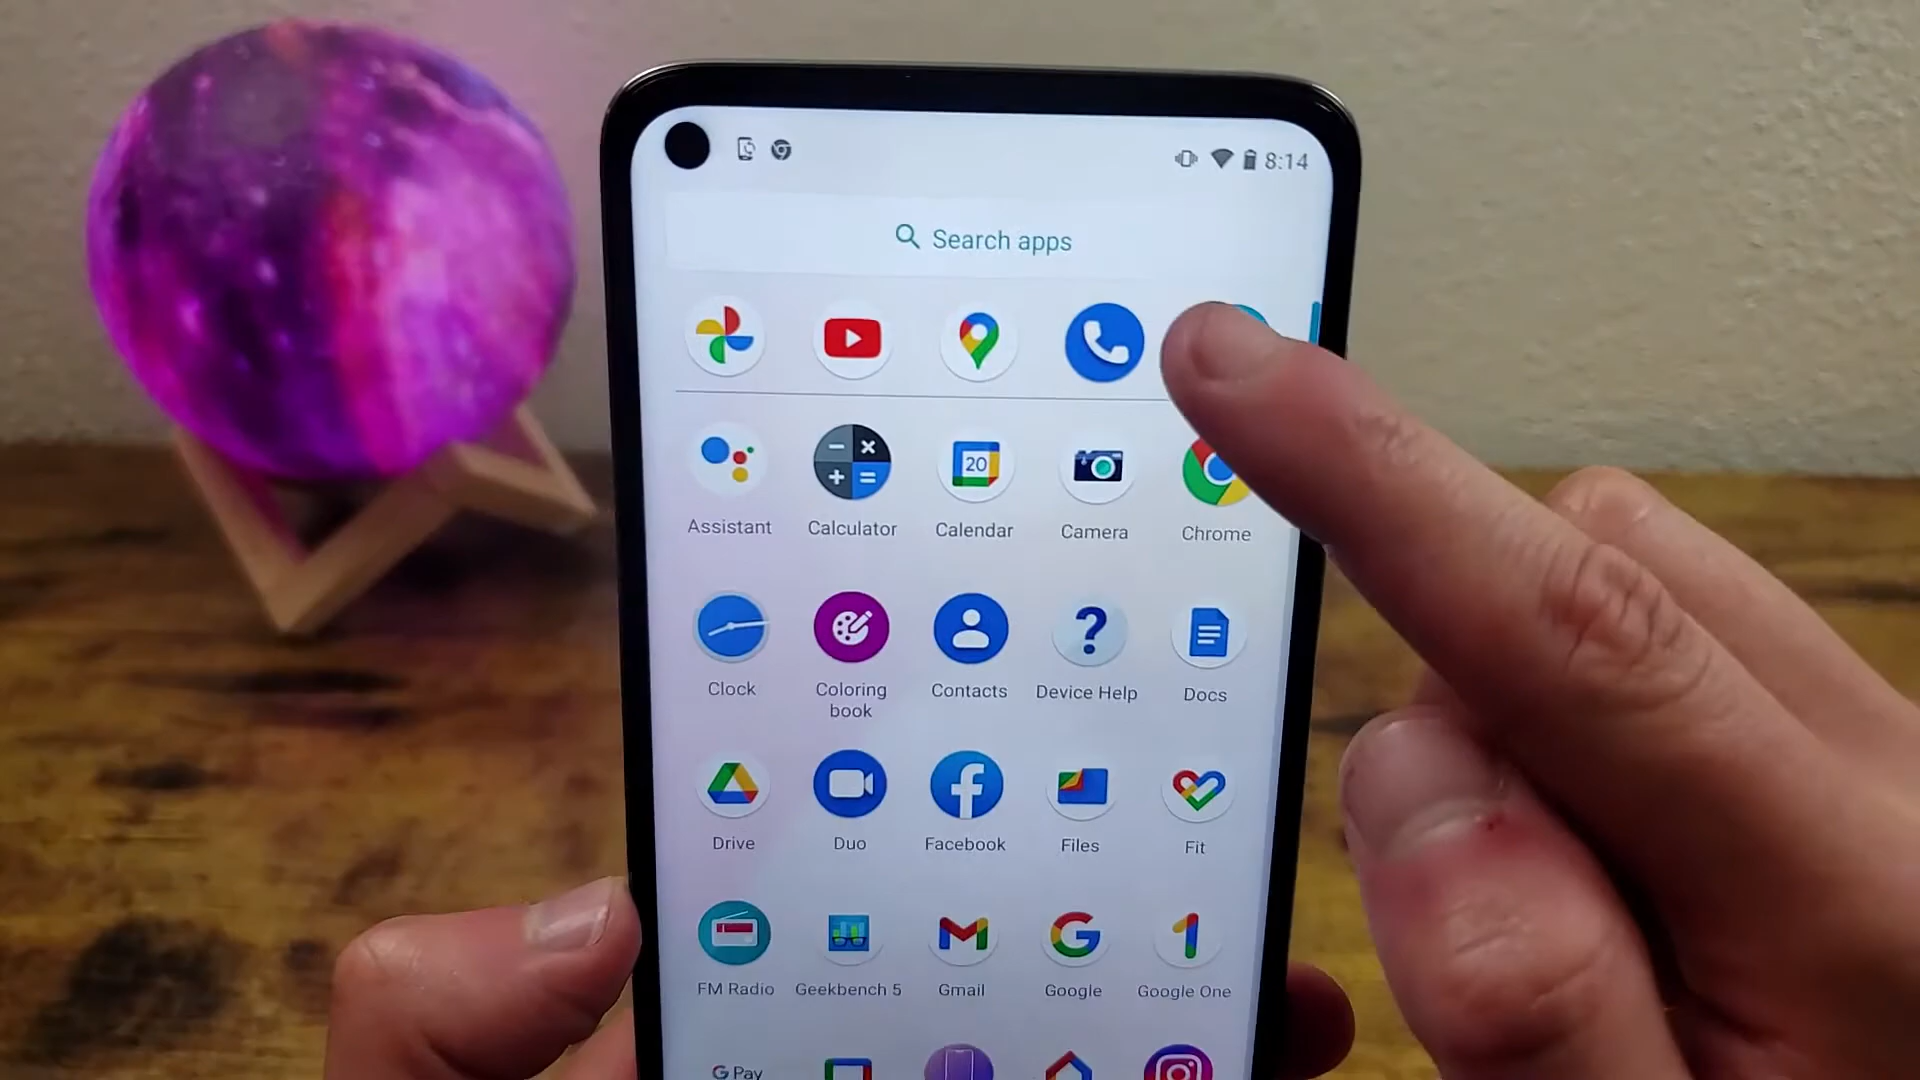 8:14
Search apps
20
Assistant Calculator Calendar Camera Chrome
Clock Coloring Contacts Device Help Docs
book
Drive Duo Facebook Files Fit
FM Radio Geekbench 5 Gmail Google Google One
G Pay